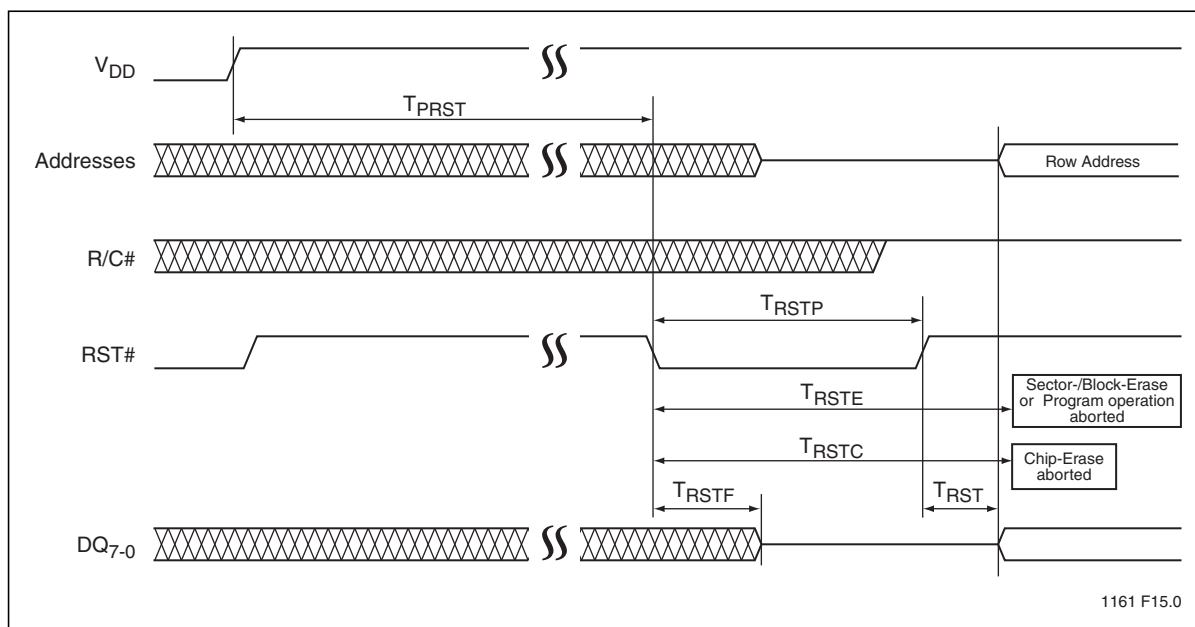 VDD
TPRST
Addresses
Row Address
R/C#
TRSTP
RST#
TRSTE
Sector-/Block-Erase
or Program operation
aborted
TRSTC
Chip-Erase
aborted
TRSTF
TRST
DQ7-0
1161 F15.0